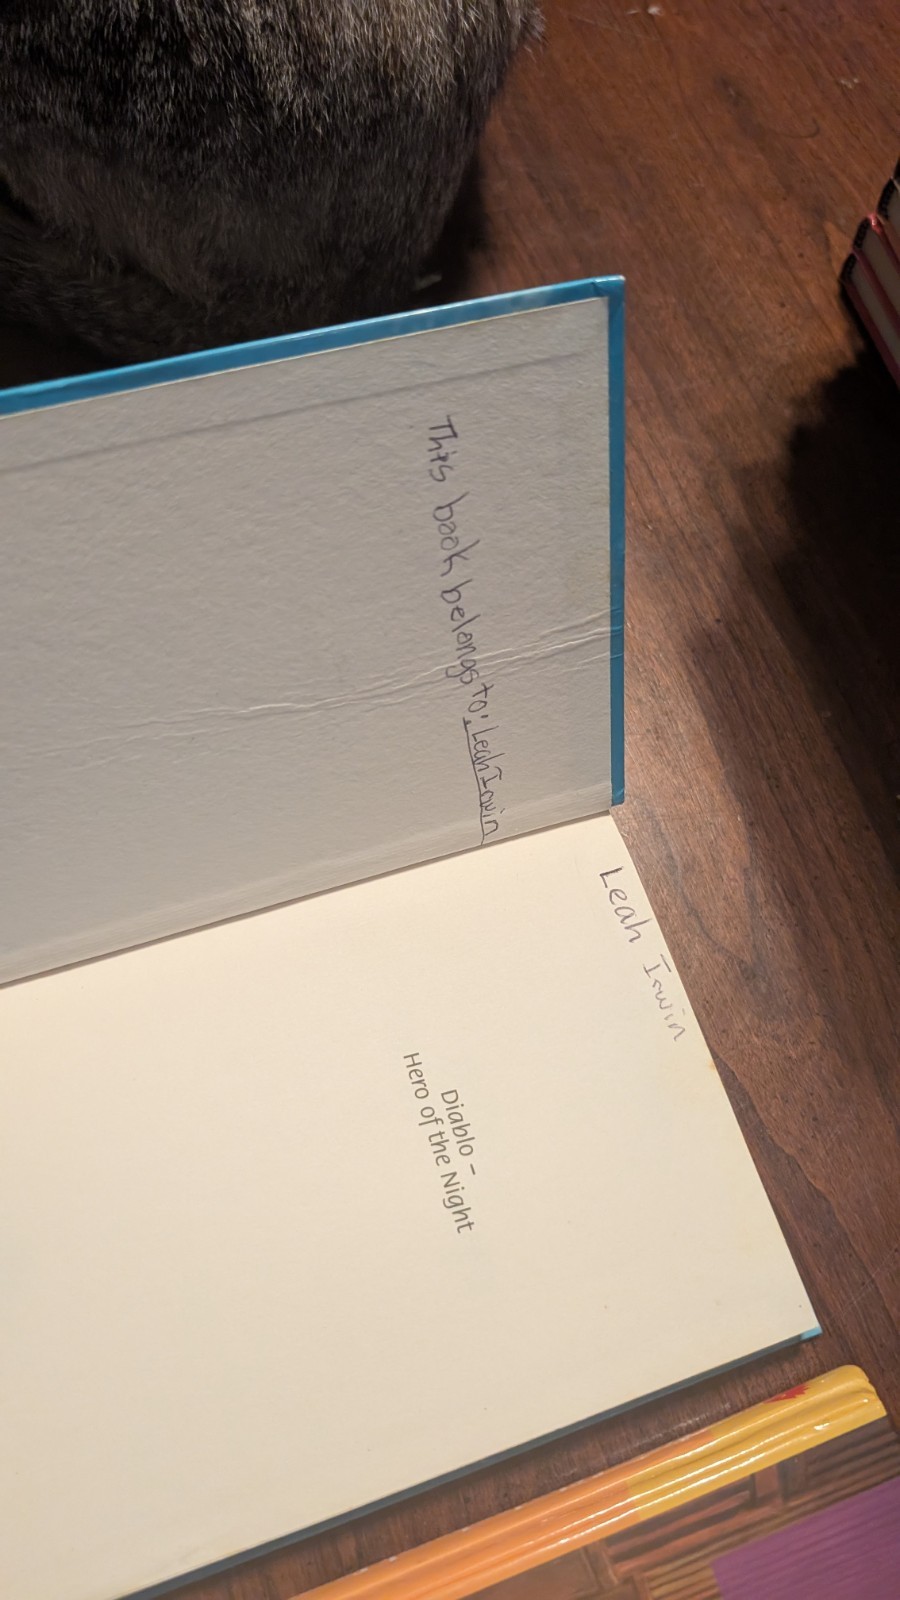 This book belongs to: Leah Irwin
Leah Irwin
Diablo –
Hero of the Night